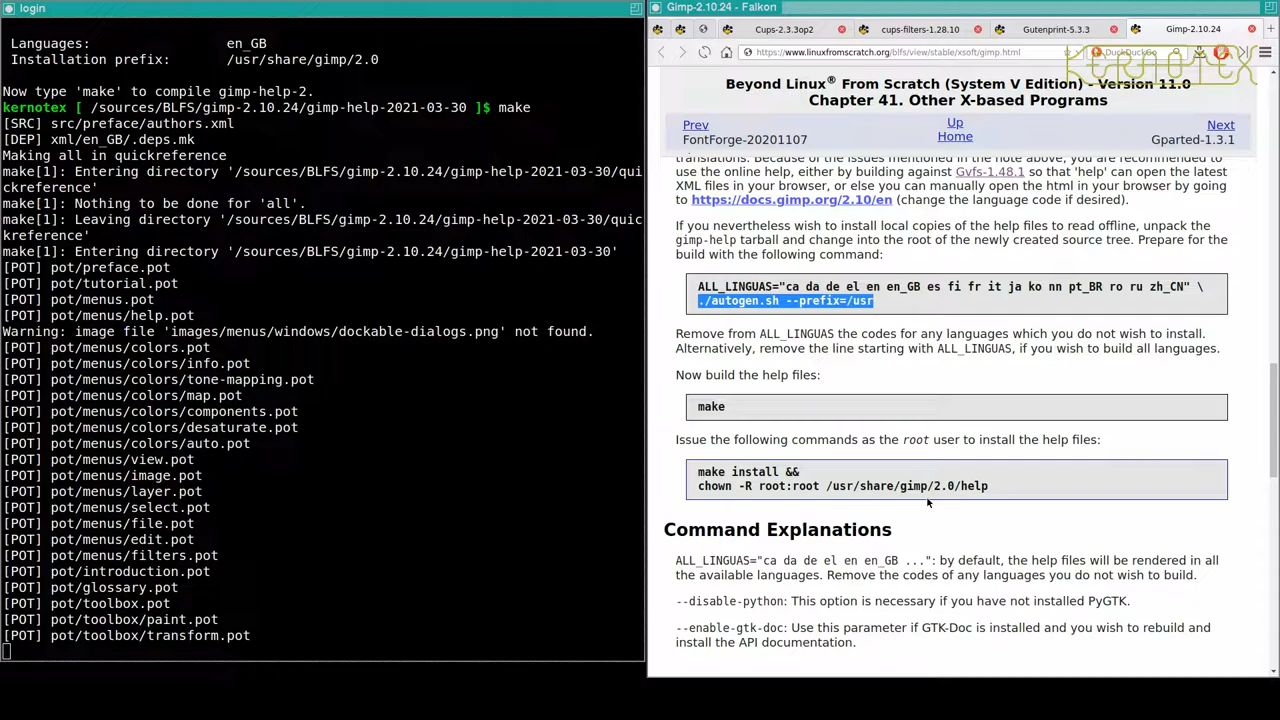 login
Languages: en_GB
Installation prefix: /usr/share/gimp/2.0
Now type 'make' to compile gimp-help-2.
kernotex [ /sources/BLFS/gimp-2.10.24/gimp-help-2021-03-30 ]$ make
[SRC] src/preface/authors.xml
[DEP] xml/en_GB/.deps.mk
Making all in quickreference
make[1]: Entering directory '/sources/BLFS/gimp-2.10.24/gimp-help-2021-03-30/qui
ckreference'
make[1]: Nothing to be done for 'all'.
make[1]: Leaving directory '/sources/BLFS/gimp-2.10.24/gimp-help-2021-03-30/quic
kreference'
make[1]: Entering directory '/sources/BLFS/gimp-2.10.24/gimp-help-2021-03-30'
[POT] pot/preface.pot
[POT] pot/tutorial.pot
[POT] pot/menus.pot
[POT] pot/menus/help.pot
Warning: image file 'images/menus/windows/dockable-dialogs.png' not found.
[POT] pot/menus/colors.pot
[POT] pot/menus/colors/info.pot
[POT] pot/menus/colors/tone-mapping.pot
[POT] pot/menus/colors/map.pot
[POT] pot/menus/colors/components.pot
[POT] pot/menus/colors/desaturate.pot
[POT] pot/menus/colors/auto.pot
[POT] pot/menus/view.pot
[POT] pot/menus/image.pot
[POT] pot/menus/layer.pot
[POT] pot/menus/select.pot
[POT] pot/menus/file.pot
[POT] pot/menus/edit.pot
[POT] pot/menus/filters.pot
[POT] pot/introduction.pot
[POT] pot/glossary.pot
[POT] pot/toolbox.pot
[POT] pot/toolbox/paint.pot
[POT] pot/toolbox/transform.pot
Gimp-2.10.24 - Falkon
Cups-2.3.3op2 cups-filters-1.28.10 Gutenprint-5.3.3 Gimp-2.10.24
https://www.linuxfromscratch.org/blfs/view/stable/xsoft/gimp.html DuckDuckGo
KERNOTEX
Beyond Linux® From Scratch (System V Edition) - Version 11.0
Chapter 41. Other X-based Programs
Prev Up Next
FontForge-20201107 Home Gparted-1.3.1
translations. Because of the issues mentioned in the note above, you are recommended to
use the online help, either by building against Gvfs-1.48.1 so that 'help' can open the latest
XML files in your browser, or else you can manually open the html in your browser by going
to https://docs.gimp.org/2.10/en (change the language code if desired).
If you nevertheless wish to install local copies of the help files to read offline, unpack the
gimp-help tarball and change into the root of the newly created source tree. Prepare for the
build with the following command:
ALL_LINGUAS="ca da de el en en_GB es fi fr it ja ko nn pt_BR ro ru zh_CN" \
./autogen.sh --prefix=/usr
Remove from ALL_LINGUAS the codes for any languages which you do not wish to install.
Alternatively, remove the line starting with ALL_LINGUAS, if you wish to build all languages.
Now build the help files:
make
Issue the following commands as the root user to install the help files:
make install &&
chown -R root:root /usr/share/gimp/2.0/help
Command Explanations
ALL_LINGUAS="ca da de el en en_GB ...": by default, the help files will be rendered in all
the available languages. Remove the codes of any languages you do not wish to build.
--disable-python: This option is necessary if you have not installed PyGTK.
--enable-gtk-doc: Use this parameter if GTK-Doc is installed and you wish to rebuild and
install the API documentation.